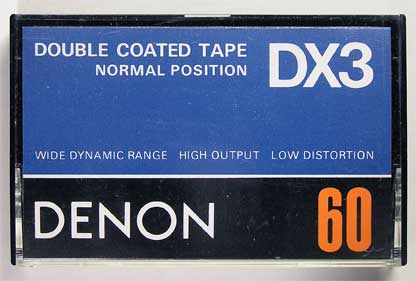 DOUBLE COATED TAPE DX3
NORMAL POSITION
WIDE DYNAMIC RANGE HIGH OUTPUT LOW DISTORTION
DENON 60